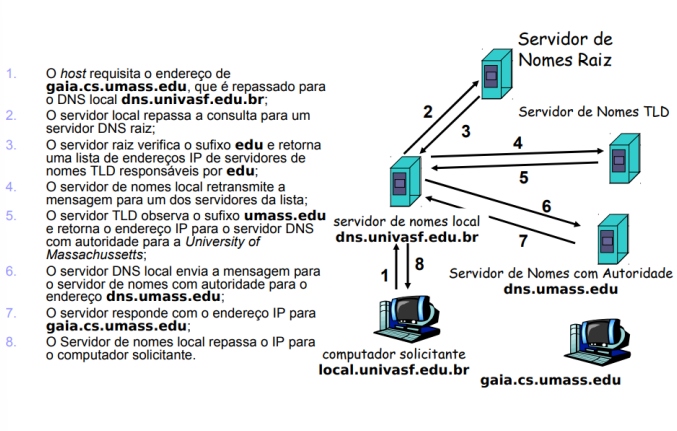 1. O host requisita o endereço de
gaia.cs.umass.edu, que é repassado para
o DNS local dns.univasf.edu.br;
2. O servidor local repassa a consulta para um
servidor DNS raiz;
3. O servidor raiz verifica o sufixo edu e retorna
uma lista de endereços IP de servidores de
nomes TLD responsáveis por edu;
4. O servidor de nomes local retransmite a
mensagem para um dos servidores da lista;
5. O servidor TLD observa o sufixo umass.edu
e retorna o endereço IP para o servidor DNS
com autoridade para a University of
Massachussetts;
6. O servidor DNS local envia a mensagem para
o servidor de nomes com autoridade para o
endereço dns.umass.edu;
7. O servidor responde com o endereço IP para
gaia.cs.umass.edu;
8. O Servidor de nomes local repassa o IP para
o computador solicitante.
Servidor de
Nomes Raiz
Servidor de Nomes TLD
2
3
4
5
6
7
servidor de nomes local
dns.univasf.edu.br
Servidor de Nomes com Autoridade
dns.umass.edu
1
8
computador solicitante
local.univasf.edu.br
gaia.cs.umass.edu